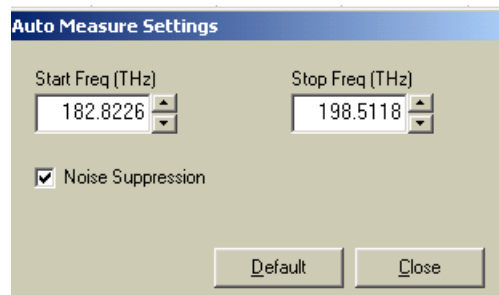 Auto Measure Settings
Start Freq (THz) Stop Freq (THz)
182.8226 198.5118
Noise Suppression
Default Close